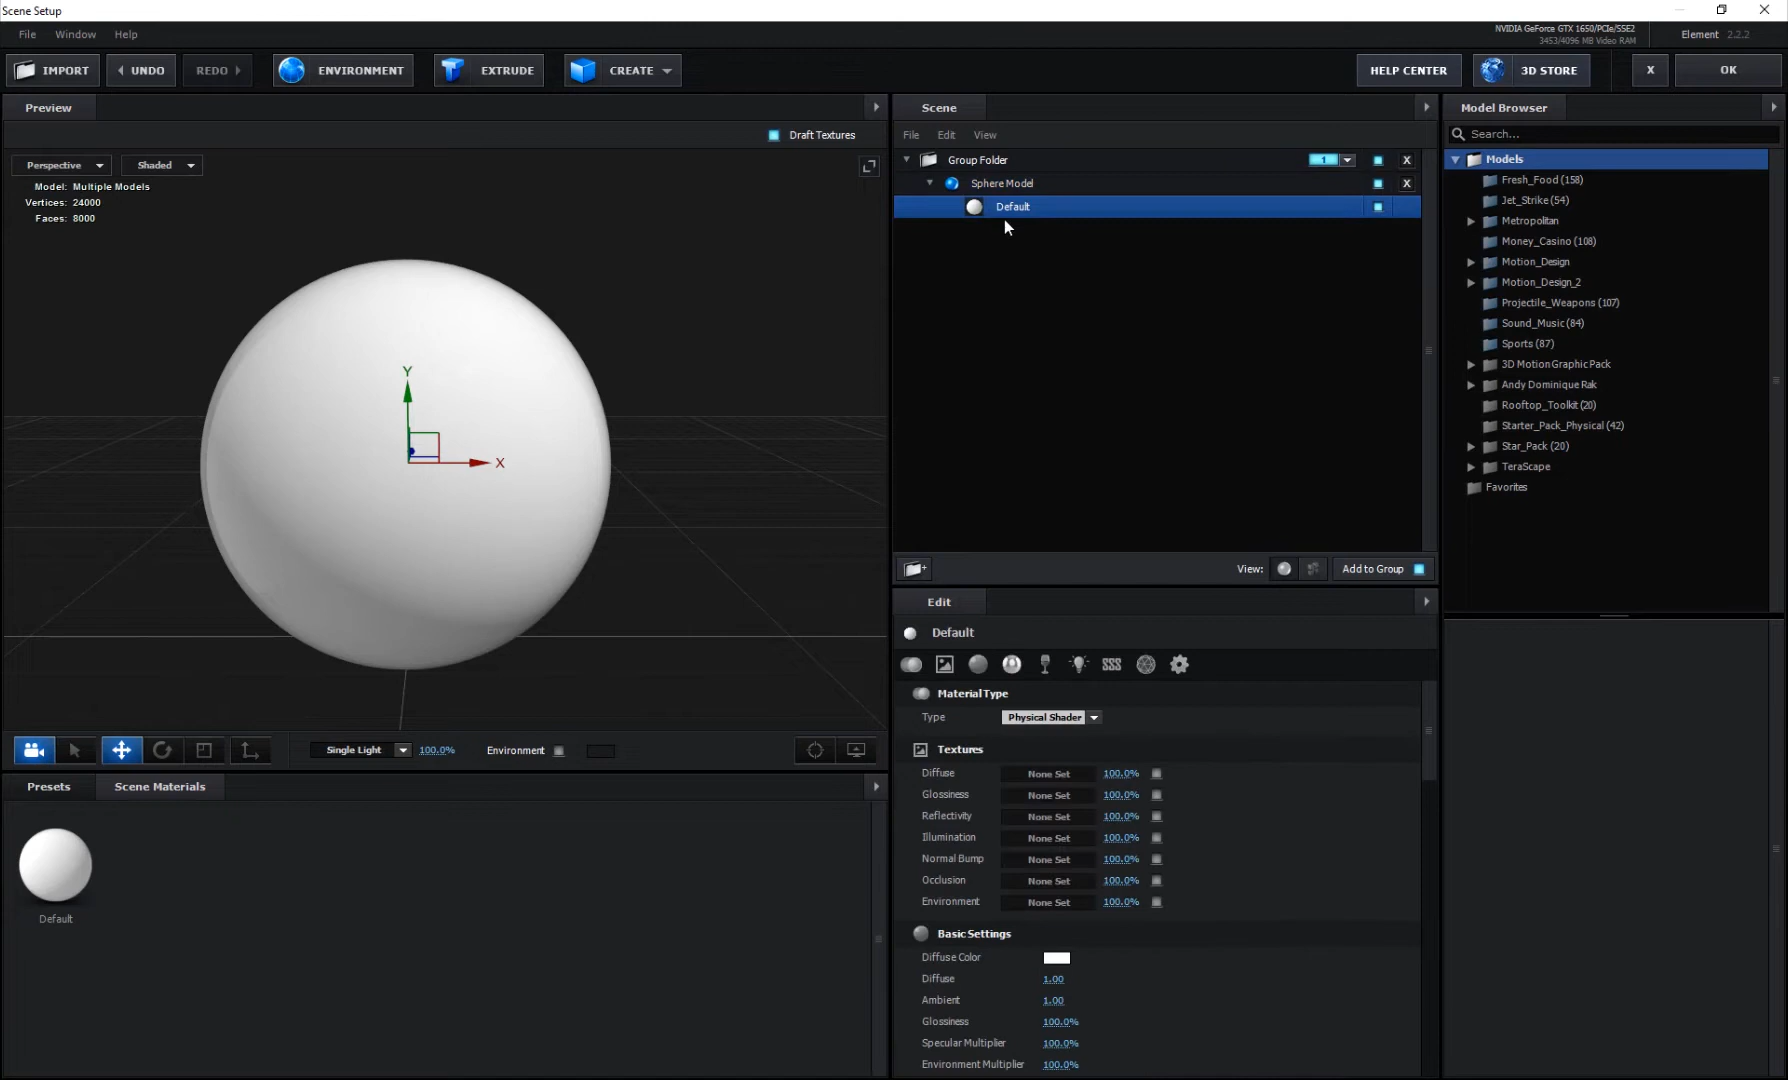 Scene Setup
File Window Help
NVIDIA GeForce GTX 1650/PCIe/SSE2
3453/4096 MB Video RAM
Element 2.2.2
IMPORT UNDO REDO ENVIRONMENT EXTRUDE CREATE HELP CENTER 3D STORE X OK
Preview
Draft Textures
Perspective Shaded
Model: Multiple Models
Vertices: 24000
Faces: 8000
Y
X
Single Light 100.0% Environment
Presets Scene Materials
Default
Scene
File Edit View
Group Folder 1 X
Sphere Model X
Default
View: Add to Group
Edit
Default
Material Type
Type Physical Shader
Textures
Diffuse None Set 100.0%
Glossiness None Set 100.0%
Reflectivity None Set 100.0%
Illumination None Set 100.0%
Normal Bump None Set 100.0%
Occlusion None Set 100.0%
Environment None Set 100.0%
Basic Settings
Diffuse Color
Diffuse 1.00
Ambient 1.00
Glossiness 100.0%
Specular Multiplier 100.0%
Environment Multiplier 100.0%
Model Browser
Search...
Models
Fresh_Food (158)
Jet_Strike (54)
Metropolitan
Money_Casino (108)
Motion_Design
Motion_Design_2
Projectile_Weapons (107)
Sound_Music (84)
Sports (87)
3D Motion Graphic Pack
Andy Dominique Rak
Rooftop_Toolkit (20)
Starter_Pack_Physical (42)
Star_Pack (20)
TeraScape
Favorites